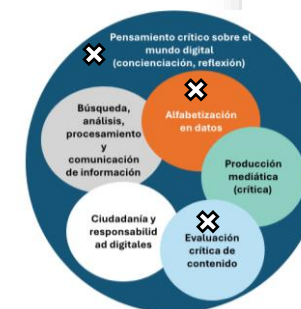 Pensamiento crítico sobre el
mundo digital
(concienciación, reflexión)
Búsqueda,
análisis,
procesamiento
y
comunicación
de información
Alfabetización
en datos
Producción
mediática
(crítica)
Ciudadanía y
responsabilid
ad digitales
Evaluación
crítica de
contenido